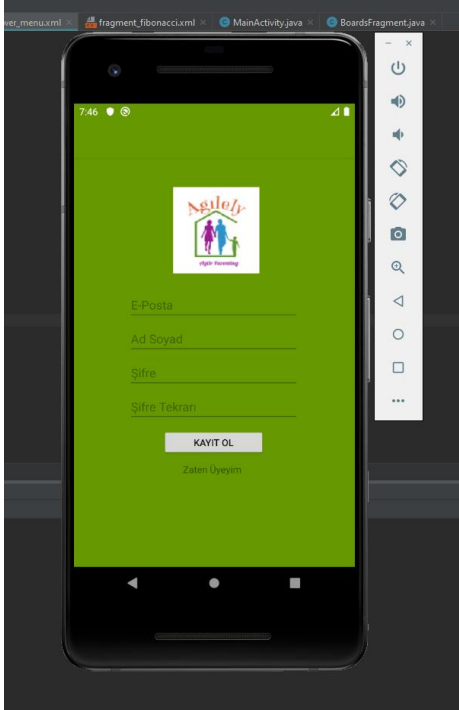 wer_menu.xml × fragment_fibonacci.xml × MainActivity.java × BoardsFragment.java ×
7:46
Agilely
Agile Parenting
E-Posta
Ad Soyad
Şifre
Şifre Tekrarı
KAYIT OL
Zaten Üyeyim